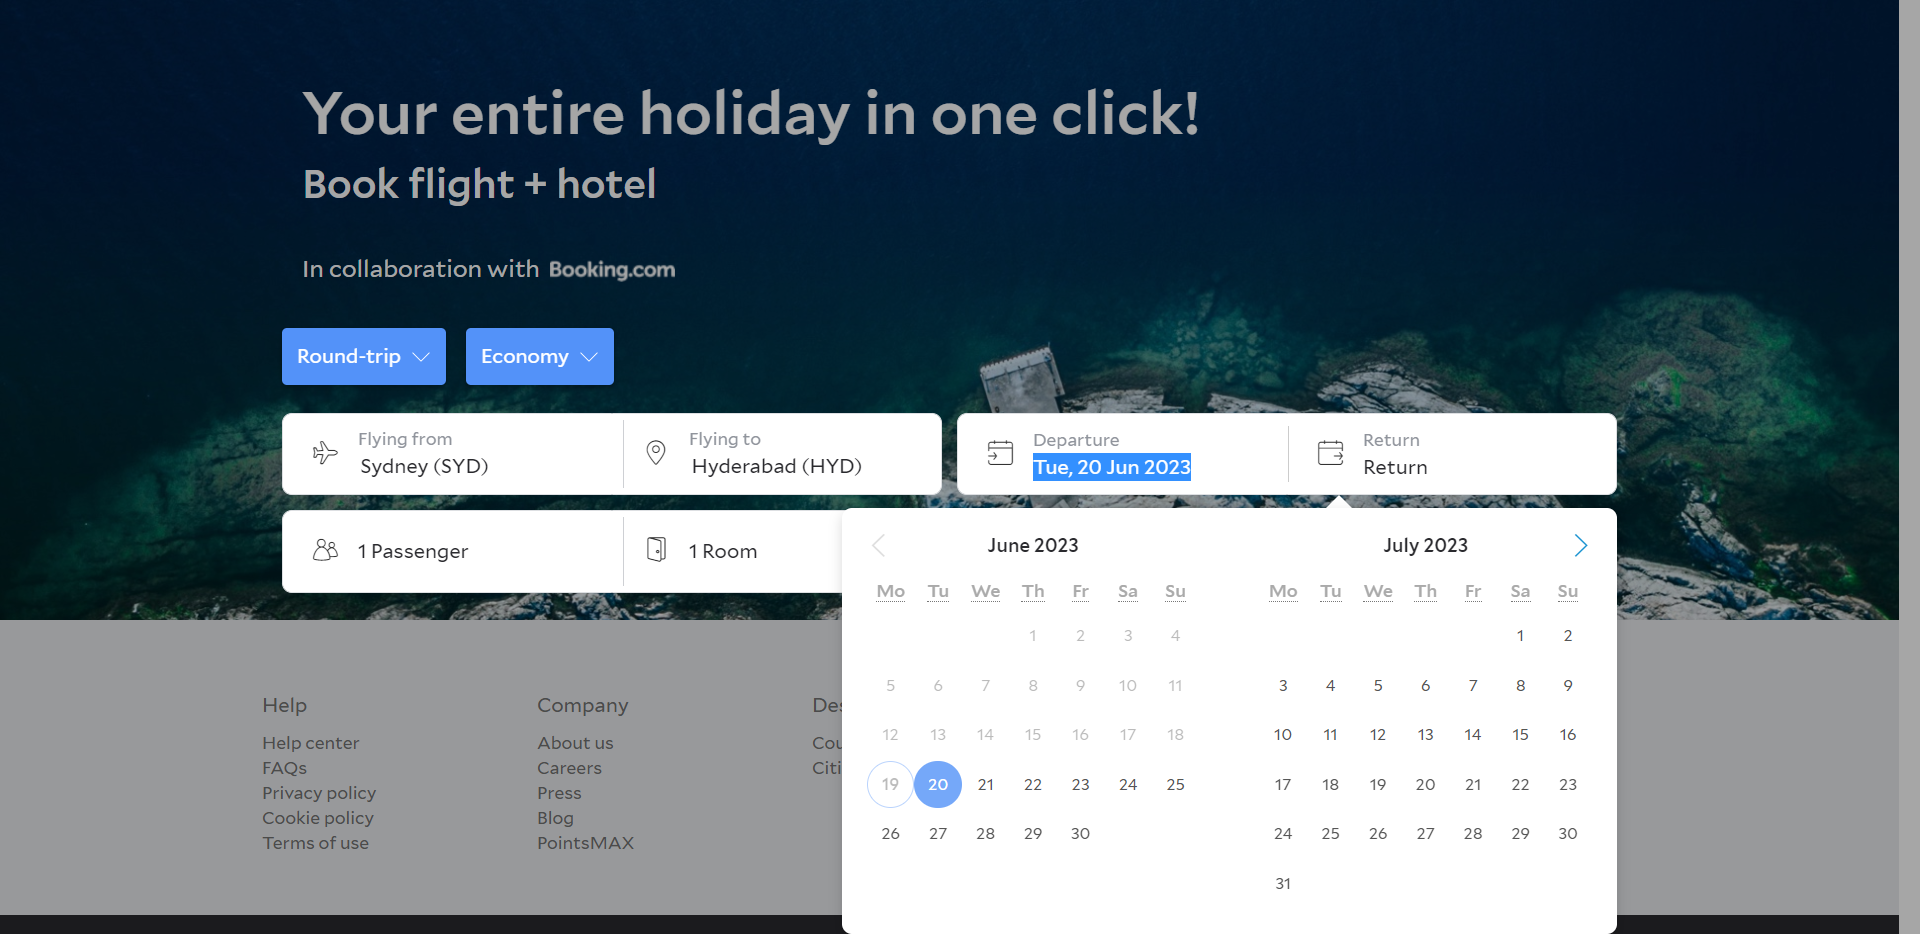 Your entire holiday in one click!
Book flight + hotel
In collaboration with Booking.com
Round-trip
Economy
Flying from
Sydney (SYD)
Flying to
Hyderabad (HYD)
Departure
Tue, 20 Jun 2023
Return
Return
1 Passenger
1 Room
June 2023
Mo Tu We Th Fr Sa Su
1 2 3 4
5 6 7 8 9 10 11
12 13 14 15 16 17 18
19 20 21 22 23 24 25
26 27 28 29 30
July 2023
Mo Tu We Th Fr Sa Su
1 2
3 4 5 6 7 8 9
10 11 12 13 14 15 16
17 18 19 20 21 22 23
24 25 26 27 28 29 30
31
Help
Help center
FAQs
Privacy policy
Cookie policy
Terms of use
Company
About us
Careers
Press
Blog
PointsMAX